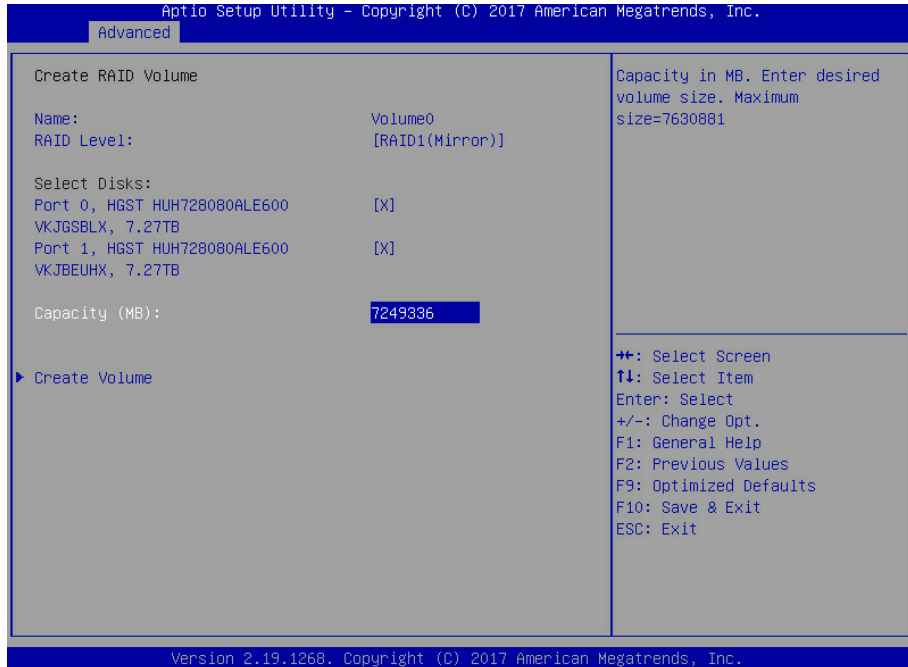 Aptio Setup Utility – Copyright (C) 2017 American Megatrends, Inc.
Advanced
Create RAID Volume
Name: Volume0
RAID Level: [RAID1(Mirror)]
Select Disks:
Port 0, HGST HUH728080ALE600 [X]
VKJGSBLX, 7.27TB
Port 1, HGST HUH728080ALE600 [X]
VKJBEUHX, 7.27TB
Capacity (MB): 7249336
Create Volume
Capacity in MB. Enter desired
volume size. Maximum
size=7630881
→←: Select Screen
↑↓: Select Item
Enter: Select
+/-: Change Opt.
F1: General Help
F2: Previous Values
F9: Optimized Defaults
F10: Save & Exit
ESC: Exit
Version 2.19.1268. Copyright (C) 2017 American Megatrends, Inc.